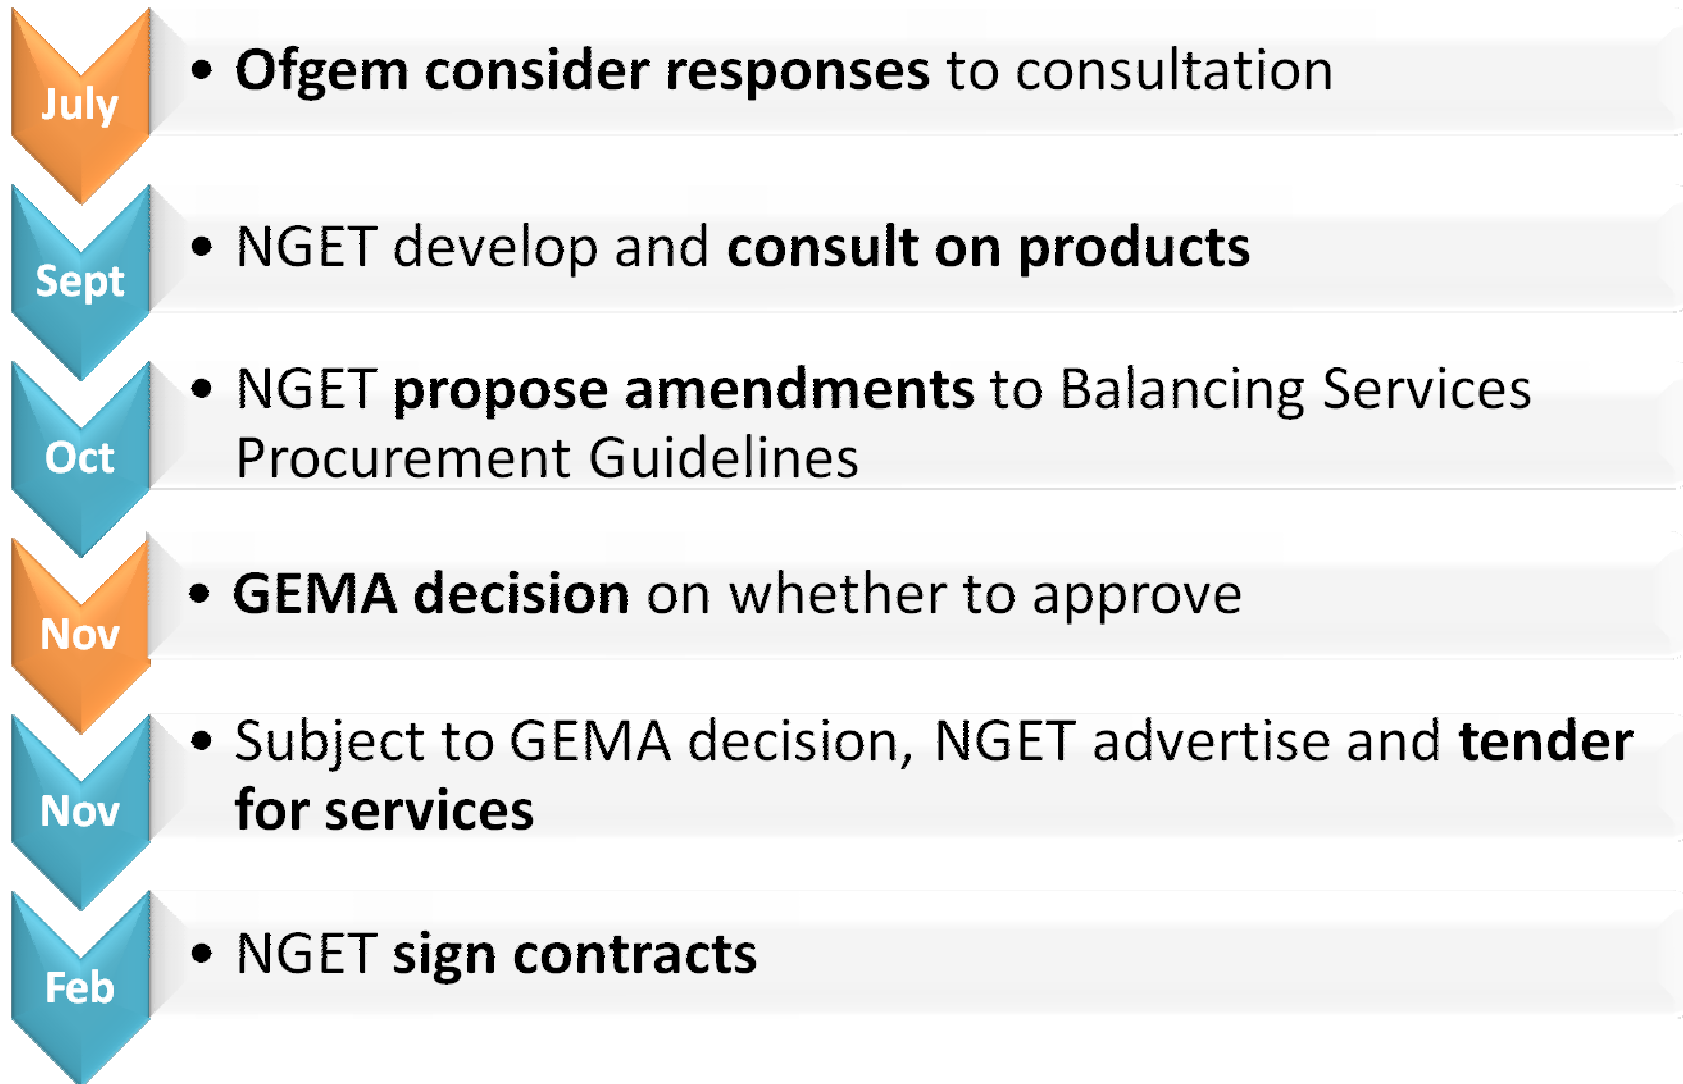 July
• Ofgem consider responses to consultation
Sept
• NGET develop and consult on products
Oct
• NGET propose amendments to Balancing Services
Procurement Guidelines
Nov
• GEMA decision on whether to approve
Nov
• Subject to GEMA decision, NGET advertise and tender
for services
Feb
• NGET sign contracts